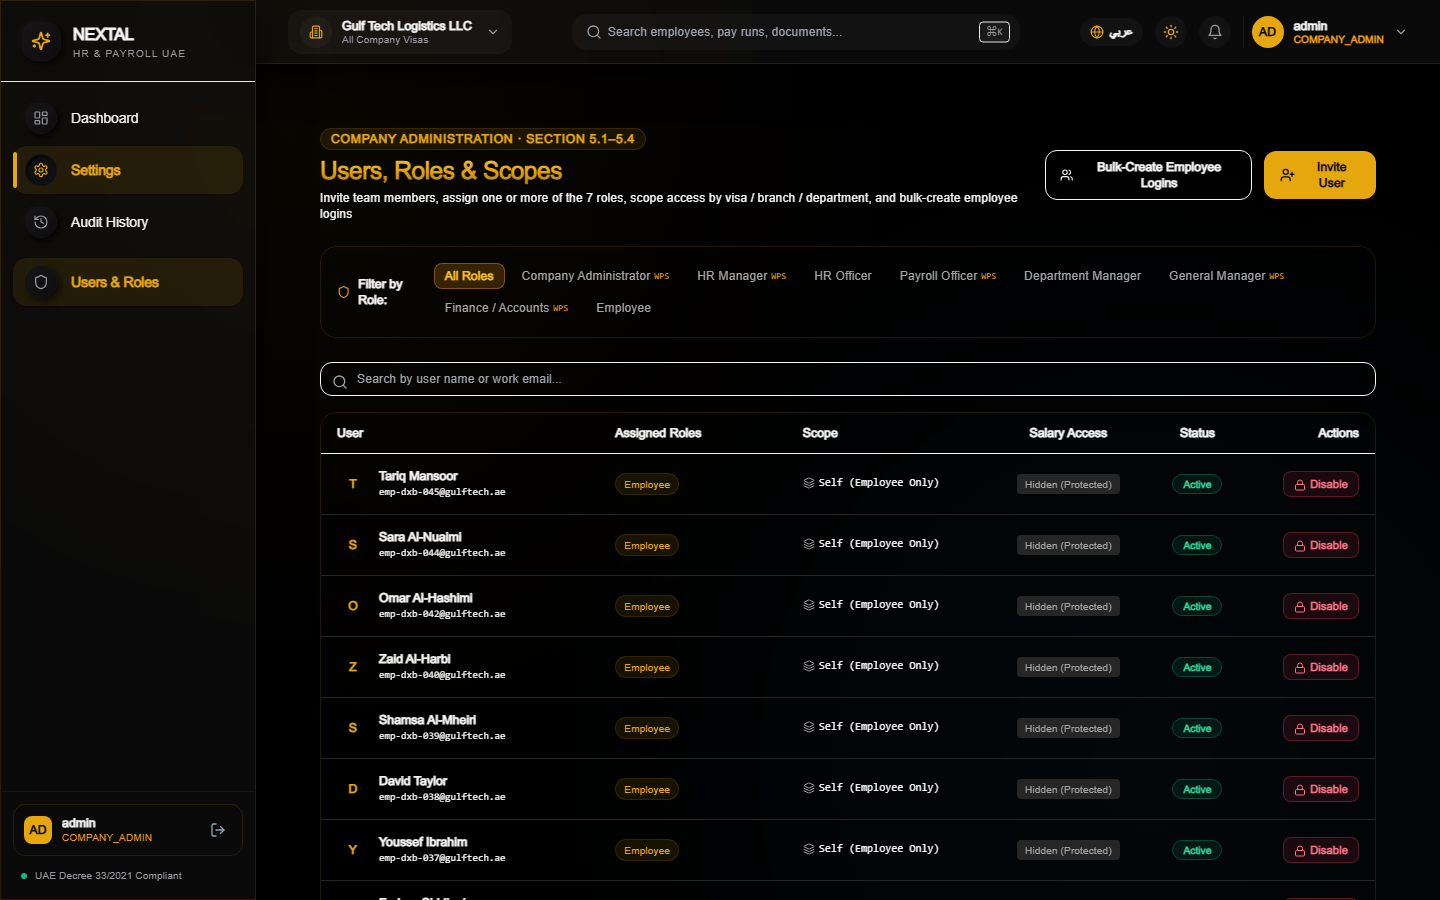 NEXTAL
HR & PAYROLL UAE
Gulf Tech Logistics LLC
All Company Visas
Search employees, pay runs, documents...
⌘K
عربي
AD
admin
COMPANY_ADMIN
Dashboard
Settings
Audit History
Users & Roles
COMPANY ADMINISTRATION · SECTION 5.1–5.4
Users, Roles & Scopes
Invite team members, assign one or more of the 7 roles, scope access by visa / branch / department, and bulk-create employee
logins
Bulk-Create Employee
Logins
Invite
User
Filter by
Role:
All Roles
Company Administrator WPS
HR Manager WPS
HR Officer
Payroll Officer WPS
Department Manager
General Manager WPS
Finance / Accounts WPS
Employee
Search by user name or work email...
User Assigned Roles Scope Salary Access Status Actions
T
Tariq Mansoor
emp-dxb-045@gulftech.ae
Employee
Self (Employee Only)
Hidden (Protected)
Active
Disable
S
Sara Al-Nuaimi
emp-dxb-044@gulftech.ae
Employee
Self (Employee Only)
Hidden (Protected)
Active
Disable
O
Omar Al-Hashimi
emp-dxb-042@gulftech.ae
Employee
Self (Employee Only)
Hidden (Protected)
Active
Disable
Z
Zaid Al-Harbi
emp-dxb-040@gulftech.ae
Employee
Self (Employee Only)
Hidden (Protected)
Active
Disable
S
Shamsa Al-Mheiri
emp-dxb-039@gulftech.ae
Employee
Self (Employee Only)
Hidden (Protected)
Active
Disable
D
David Taylor
emp-dxb-038@gulftech.ae
Employee
Self (Employee Only)
Hidden (Protected)
Active
Disable
Y
Youssef Ibrahim
emp-dxb-037@gulftech.ae
Employee
Self (Employee Only)
Hidden (Protected)
Active
Disable
AD
admin
COMPANY_ADMIN
UAE Decree 33/2021 Compliant